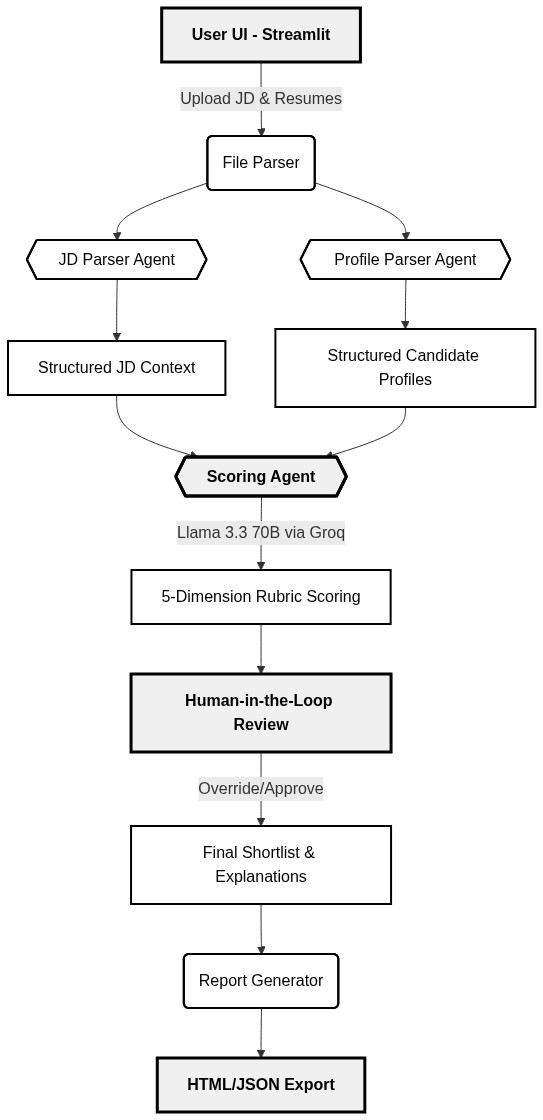 User UI - Streamlit
Upload JD & Resumes
File Parser
JD Parser Agent
Profile Parser Agent
Structured JD Context
Structured Candidate
Profiles
Scoring Agent
Llama 3.3 70B via Groq
5-Dimension Rubric Scoring
Human-in-the-Loop
Review
Override/Approve
Final Shortlist &
Explanations
Report Generator
HTML/JSON Export